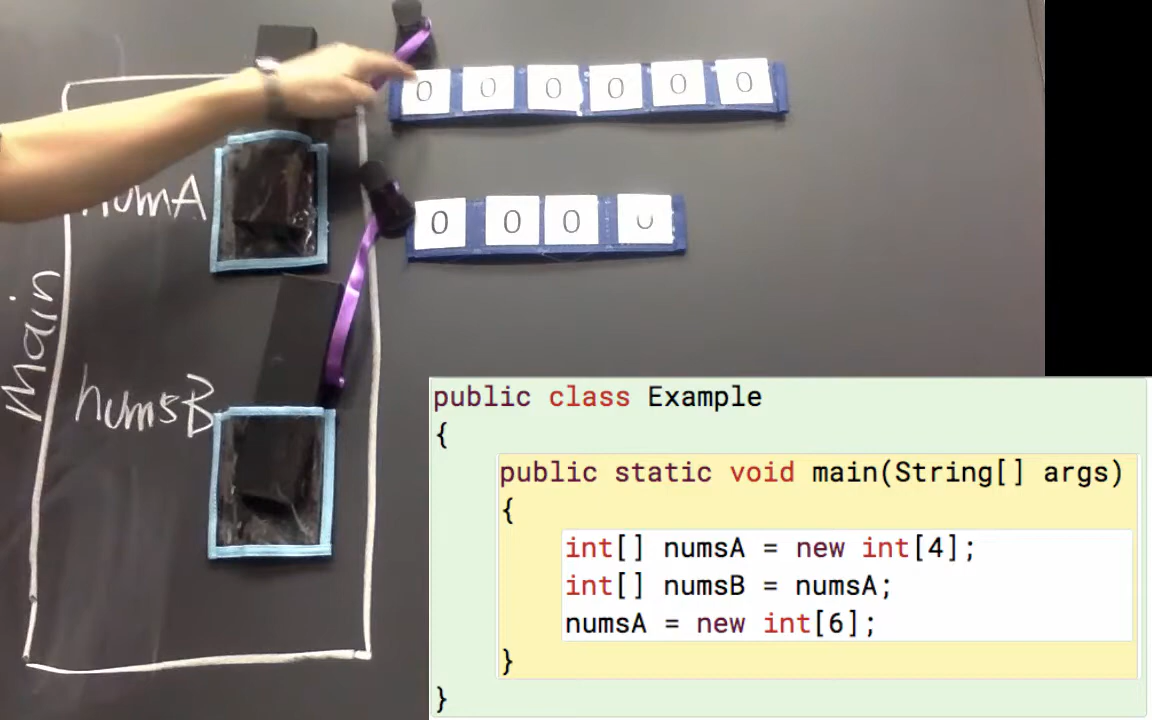 0 0 0 0 0 0
numA
0 0 0 0
Main
numsB
public class Example
{
public static void main(String[] args)
{
int[] numsA = new int[4];
int[] numsB = numsA;
numsA = new int[6];
}
}